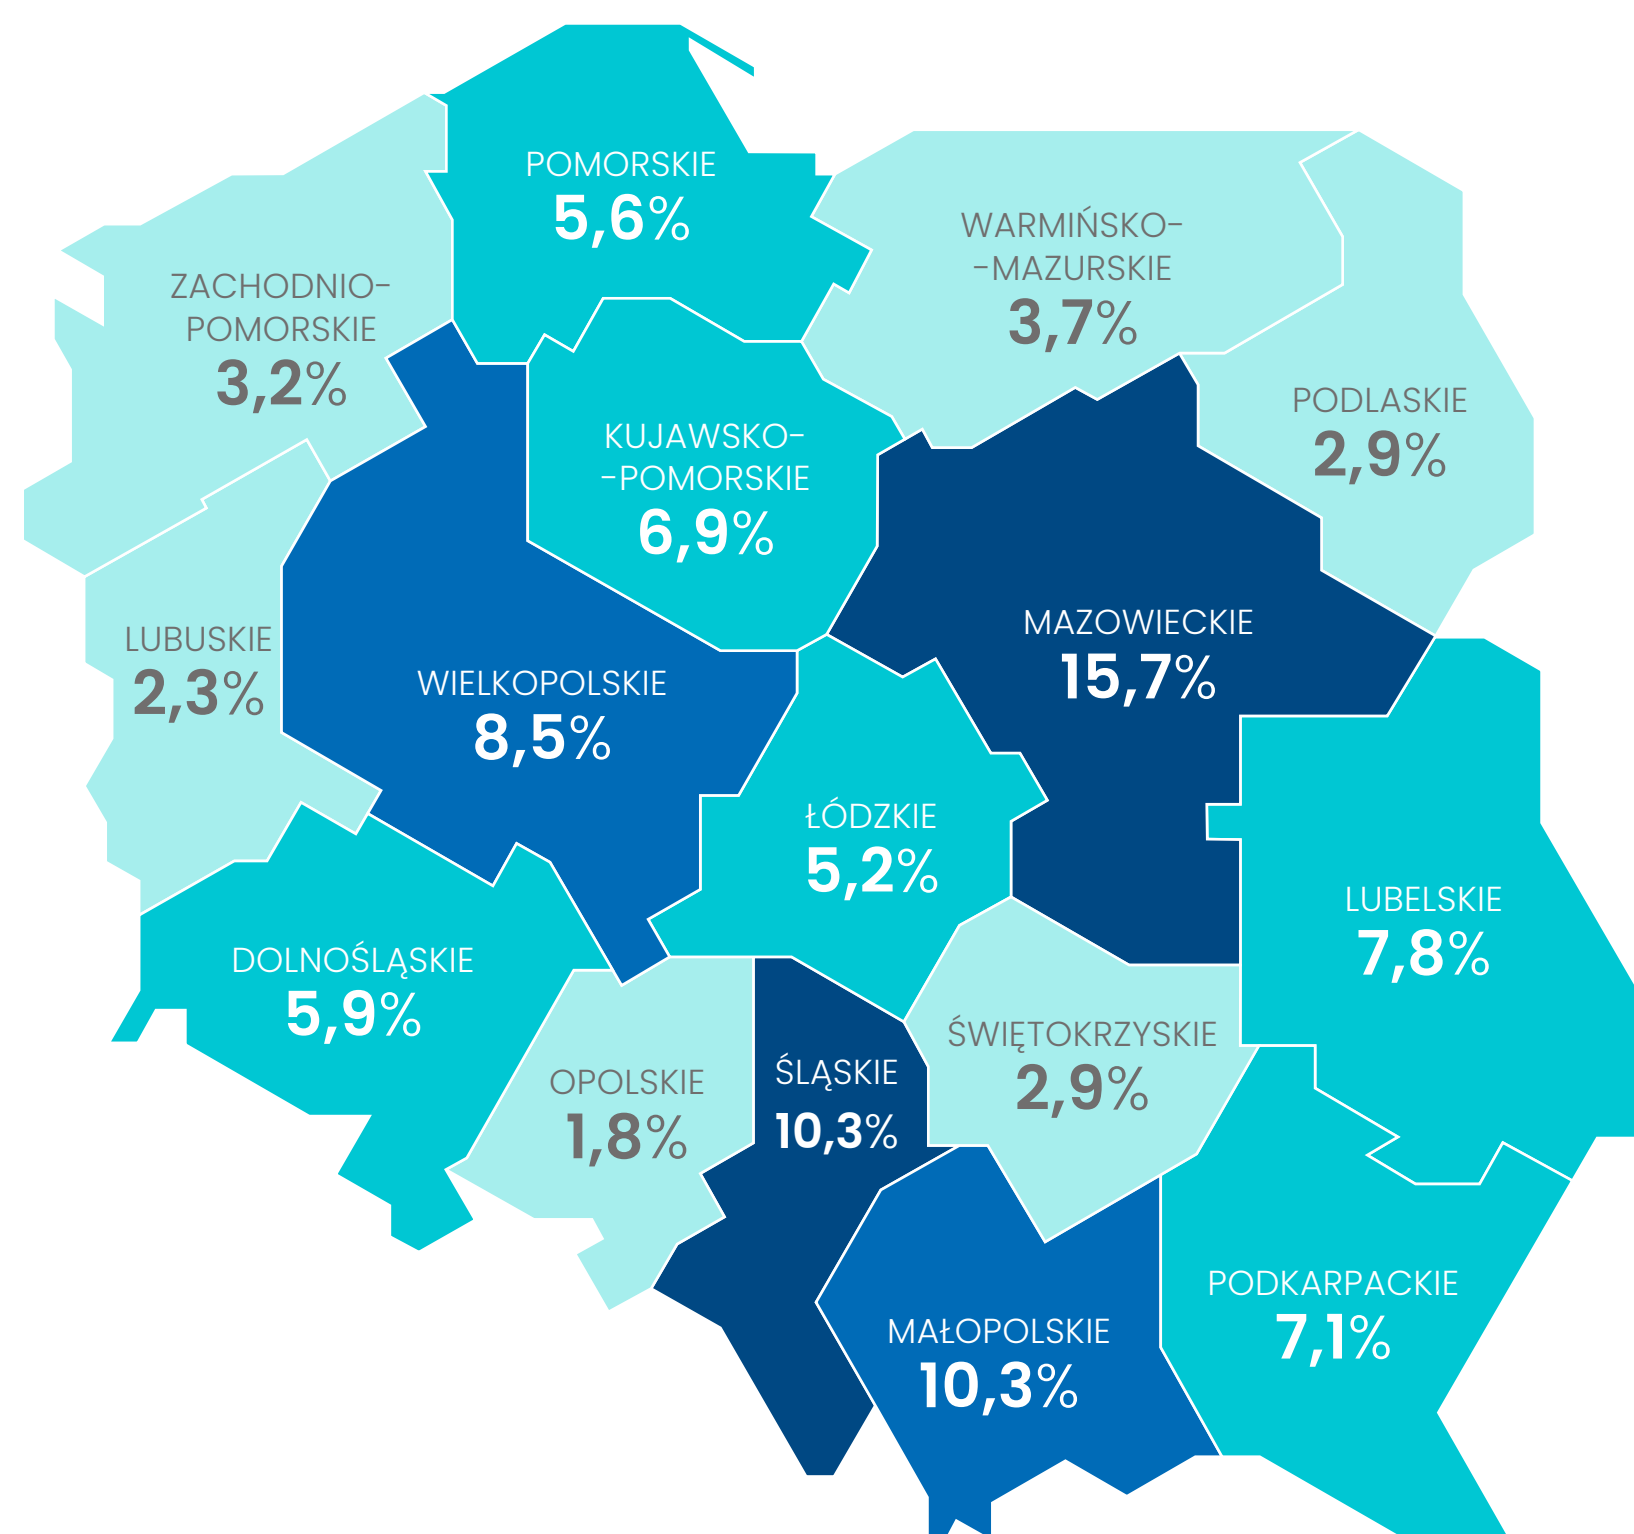 POMORSKIE
5,6%
WARMIŃSKO-
-MAZURSKIE
3,7%
ZACHODNIO-
POMORSKIE
3,2%
PODLASKIE
2,9%
KUJAWSKO-
-POMORSKIE
6,9%
MAZOWIECKIE
15,7%
LUBUSKIE
2,3%
WIELKOPOLSKIE
8,5%
ŁÓDZKIE
5,2%
LUBELSKIE
7,8%
DOLNOŚLĄSKIE
5,9%
OPOLSKIE
1,8%
ŚLĄSKIE
10,3%
ŚWIĘTOKRZYSKIE
2,9%
MAŁOPOLSKIE
10,3%
PODKARPACKIE
7,1%